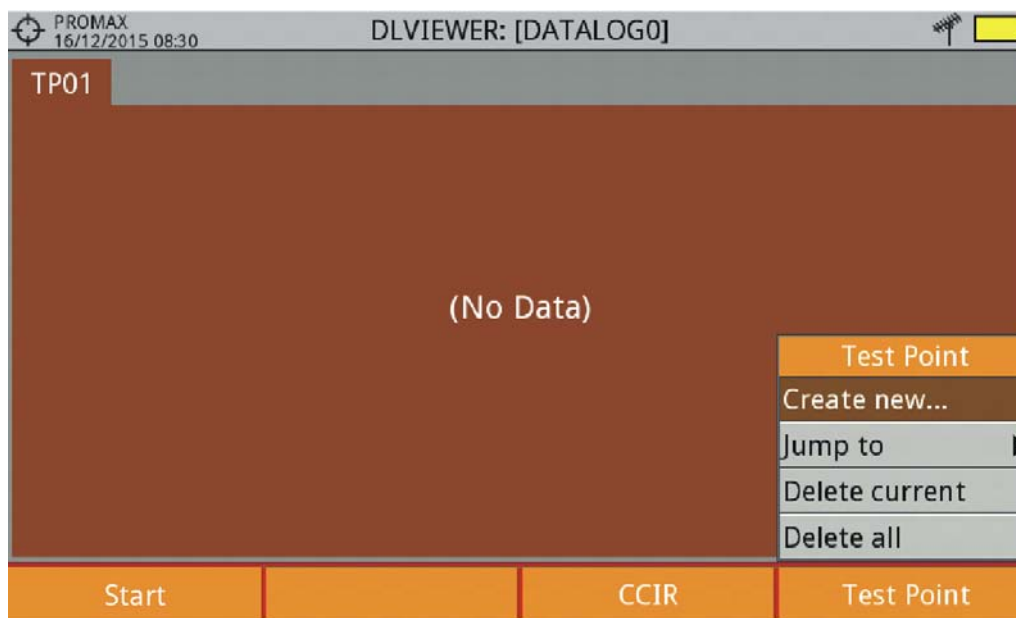 PROMAX
16/12/2015 08:30
DLVIEWER: [DATALOG0]
TP01
(No Data)
Test Point
Create new...
Jump to
Delete current
Delete all
Start
CCIR
Test Point